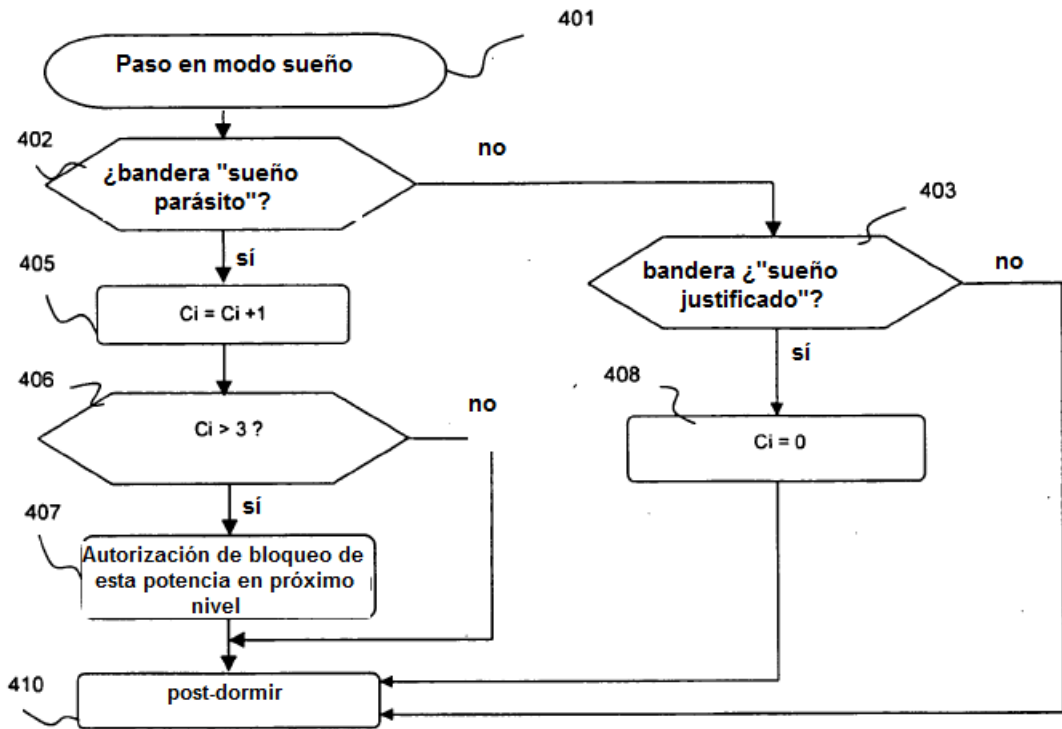 401
Paso en modo sueño
402
¿bandera "sueño
parásito"?
no
403
bandera ¿"sueño
justificado"?
no
sí
405
Ci = Ci +1
sí
406
Ci > 3 ?
no
408
Ci = 0
sí
407
Autorización de bloqueo de
esta potencia en próximo
nivel
410
post-dormir